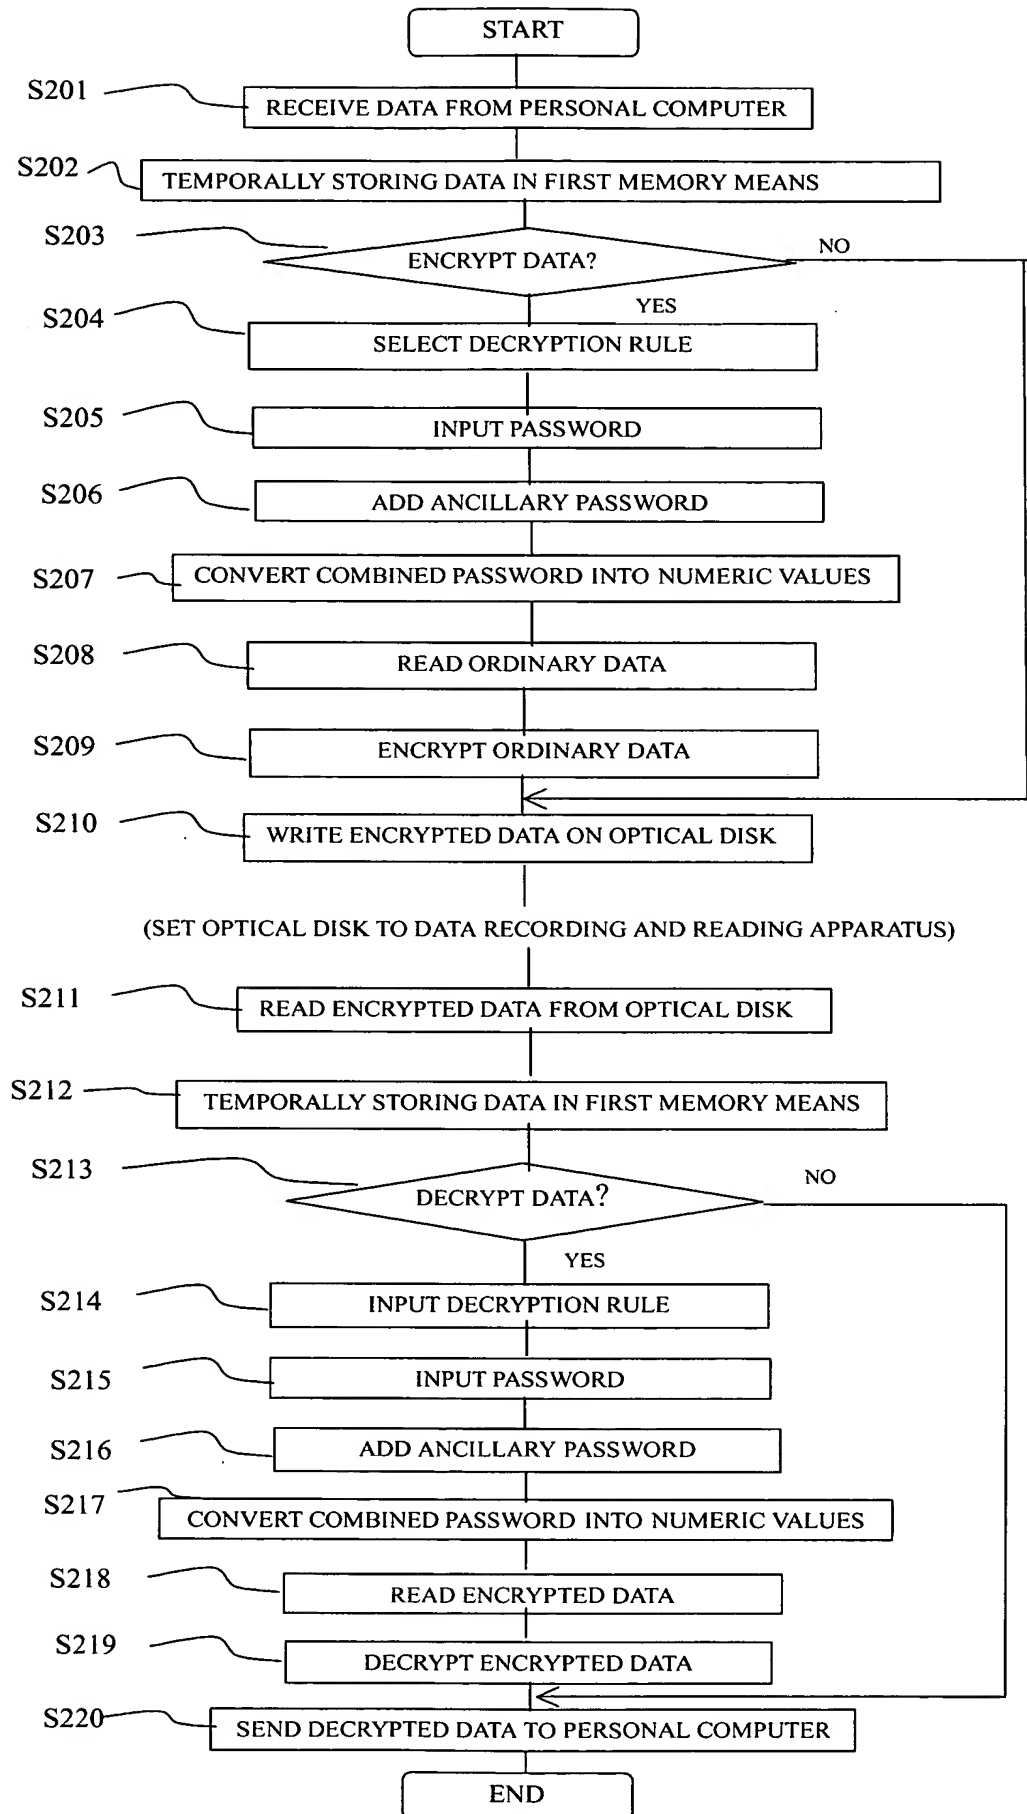 START
S201
RECEIVE DATA FROM PERSONAL COMPUTER
S202
TEMPORALLY STORING DATA IN FIRST MEMORY MEANS
S203
ENCRYPT DATA?
NO
YES
S204
SELECT DECRYPTION RULE
S205
INPUT PASSWORD
S206
ADD ANCILLARY PASSWORD
S207
CONVERT COMBINED PASSWORD INTO NUMERIC VALUES
S208
READ ORDINARY DATA
S209
ENCRYPT ORDINARY DATA
S210
WRITE ENCRYPTED DATA ON OPTICAL DISK
(SET OPTICAL DISK TO DATA RECORDING AND READING APPARATUS)
S211
READ ENCRYPTED DATA FROM OPTICAL DISK
S212
TEMPORALLY STORING DATA IN FIRST MEMORY MEANS
S213
DECRYPT DATA?
NO
YES
S214
INPUT DECRYPTION RULE
S215
INPUT PASSWORD
S216
ADD ANCILLARY PASSWORD
S217
CONVERT COMBINED PASSWORD INTO NUMERIC VALUES
S218
READ ENCRYPTED DATA
S219
DECRYPT ENCRYPTED DATA
S220
SEND DECRYPTED DATA TO PERSONAL COMPUTER
END